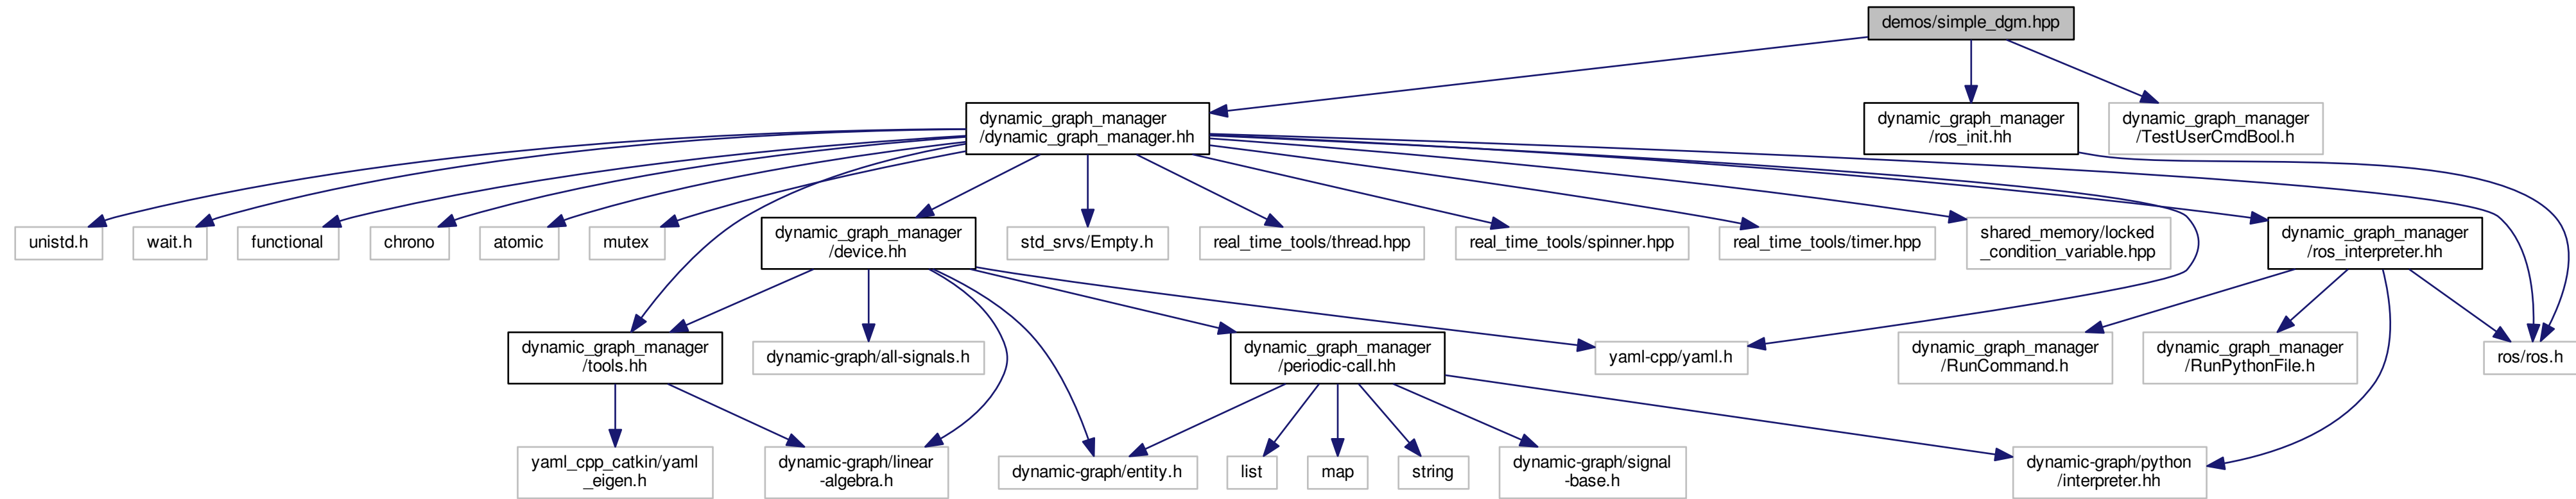 demos/simple_dgm.hpp
dynamic_graph_manager
/dynamic_graph_manager.hh
dynamic_graph_manager
/ros_init.hh
dynamic_graph_manager
/TestUserCmdBool.h
unistd.h
wait.h
functional
chrono
atomic
mutex
dynamic_graph_manager
/device.hh
std_srvs/Empty.h
real_time_tools/thread.hpp
real_time_tools/spinner.hpp
real_time_tools/timer.hpp
shared_memory/locked
_condition_variable.hpp
dynamic_graph_manager
/ros_interpreter.hh
dynamic_graph_manager
/tools.hh
dynamic-graph/all-signals.h
dynamic_graph_manager
/periodic-call.hh
yaml-cpp/yaml.h
dynamic_graph_manager
/RunCommand.h
dynamic_graph_manager
/RunPythonFile.h
ros/ros.h
yaml_cpp_catkin/yaml
_eigen.h
dynamic-graph/linear
-algebra.h
dynamic-graph/entity.h
list
map
string
dynamic-graph/signal
-base.h
dynamic-graph/python
/interpreter.hh